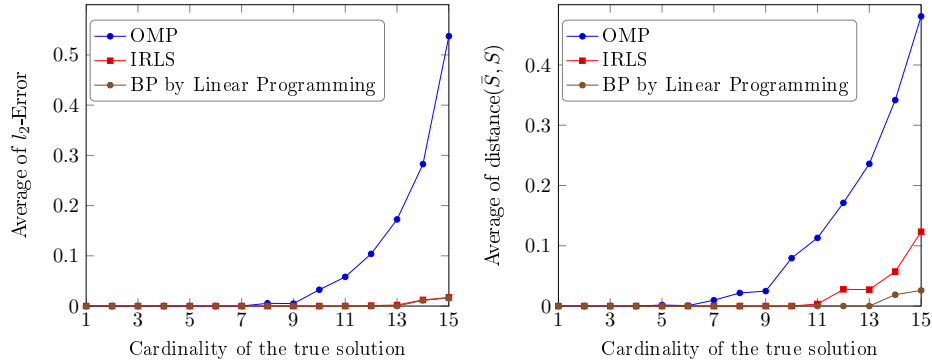 Average of l₂-Error
0.5
0.4
0.3
0.2
0.1
0
OMP
IRLS
BP by Linear Programming
1 3 5 7 9 11 13 15
Cardinality of the true solution
Average of distance(S̄, S)
0.4
0.3
0.2
0.1
0
OMP
IRLS
BP by Linear Programming
1 3 5 7 9 11 13 15
Cardinality of the true solution